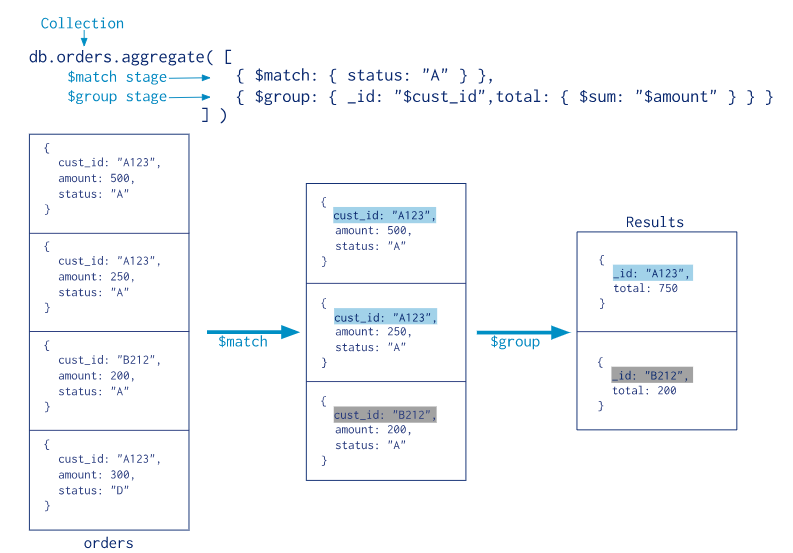 Collection
db.orders.aggregate( [
$match stage { $match: { status: "A" } },
$group stage { $group: { _id: "$cust_id",total: { $sum: "$amount" } } }
] )
{
cust_id: "A123",
amount: 500,
status: "A"
}
{
cust_id: "A123",
amount: 250,
status: "A"
}
{
cust_id: "B212",
amount: 200,
status: "A"
}
{
cust_id: "A123",
amount: 300,
status: "D"
}
orders
$match
{
cust_id: "A123",
amount: 500,
status: "A"
}
{
cust_id: "A123",
amount: 250,
status: "A"
}
{
cust_id: "B212",
amount: 200,
status: "A"
}
$group
Results
{
_id: "A123",
total: 750
}
{
_id: "B212",
total: 200
}